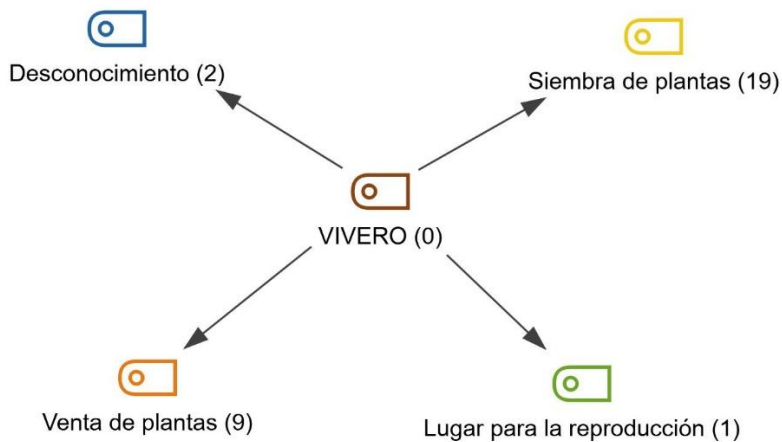 Desconocimiento (2)
Siembra de plantas (19)
VIVERO (0)
Venta de plantas (9)
Lugar para la reproducción (1)